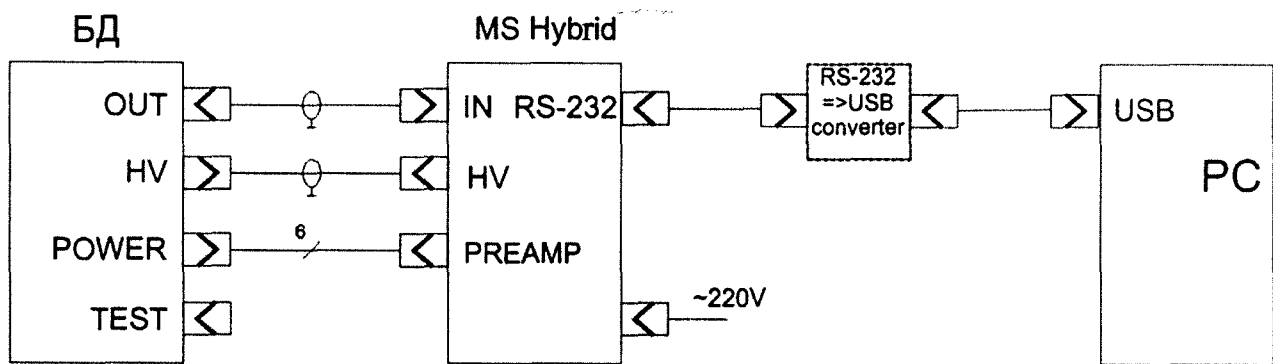 БД
MS Hybrid
OUT
IN
RS-232
RS-232
=>USB
converter
USB
HV
HV
PC
POWER
6
PREAMP
TEST
~220V